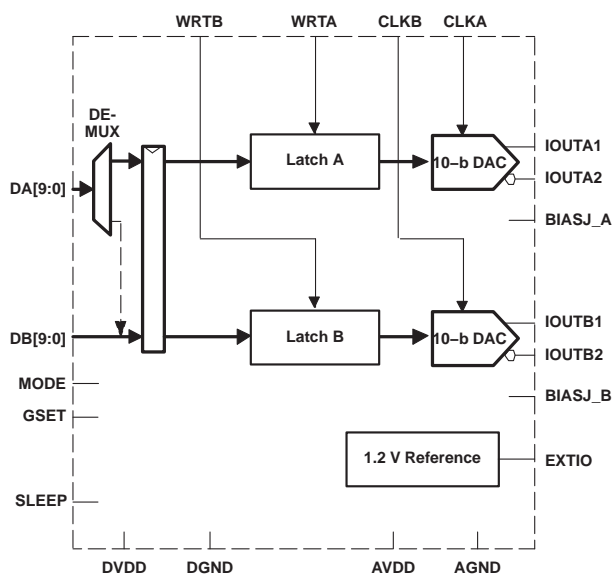 WRTB
WRTA
CLKB
CLKA
DE-
MUX
Latch A
10–b DAC
IOUTA1
IOUTA2
DA[9:0]
BIASJ_A
Latch B
10–b DAC
IOUTB1
IOUTB2
DB[9:0]
MODE
BIASJ_B
GSET
1.2 V Reference
EXTIO
SLEEP
DVDD
DGND
AVDD
AGND